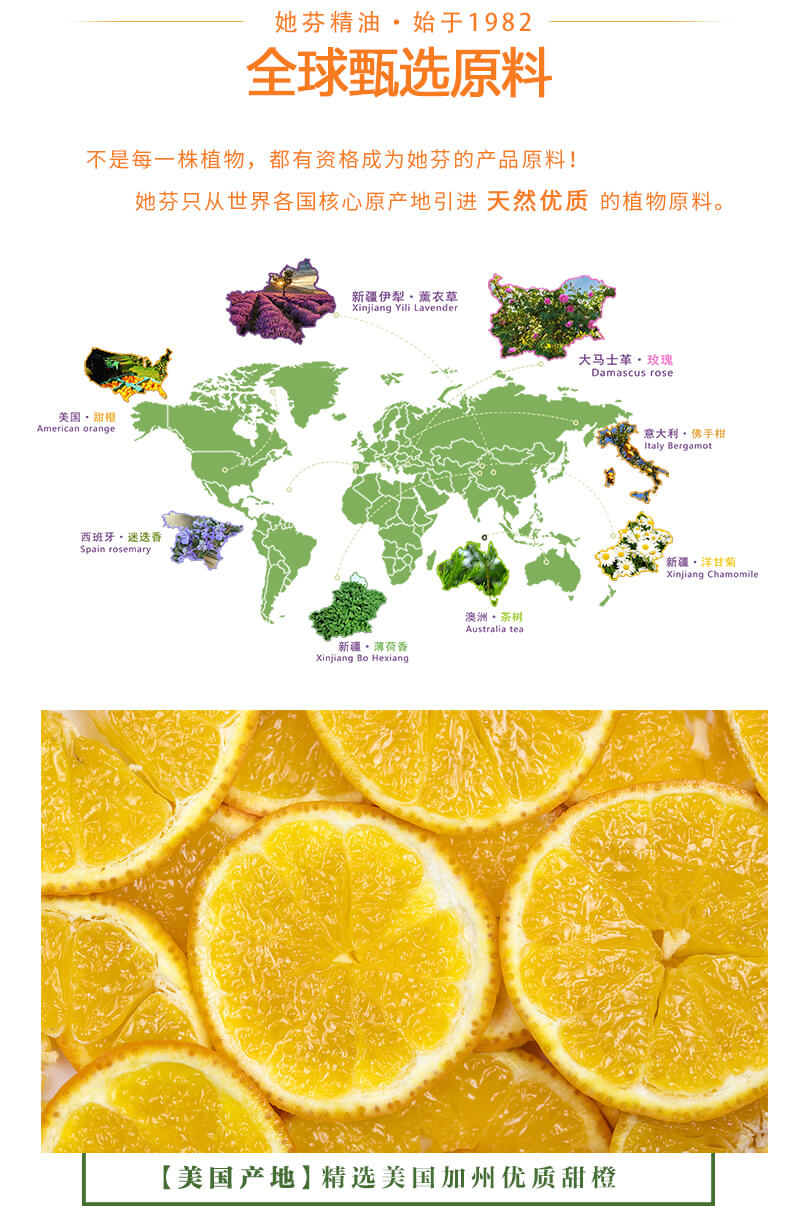 她芬精油·始于1982
全球甄选原料
不是每一株植物，都有资格成为她芬的产品原料！
她芬只从世界各国核心原产地引进 天然优质 的植物原料。
新疆伊犁·薰衣草
Xinjiang Yili Lavender
大马士革·玫瑰
Damascus rose
美国·甜橙
American orange
意大利·佛手柑
Italy Bergamot
西班牙·迷迭香
Spain rosemary
新疆·洋甘菊
Xinjiang Chamomile
澳洲·茶树
Australia tea
新疆·薄荷香
Xinjiang Bo Hexiang
【美国产地】精选美国加州优质甜橙